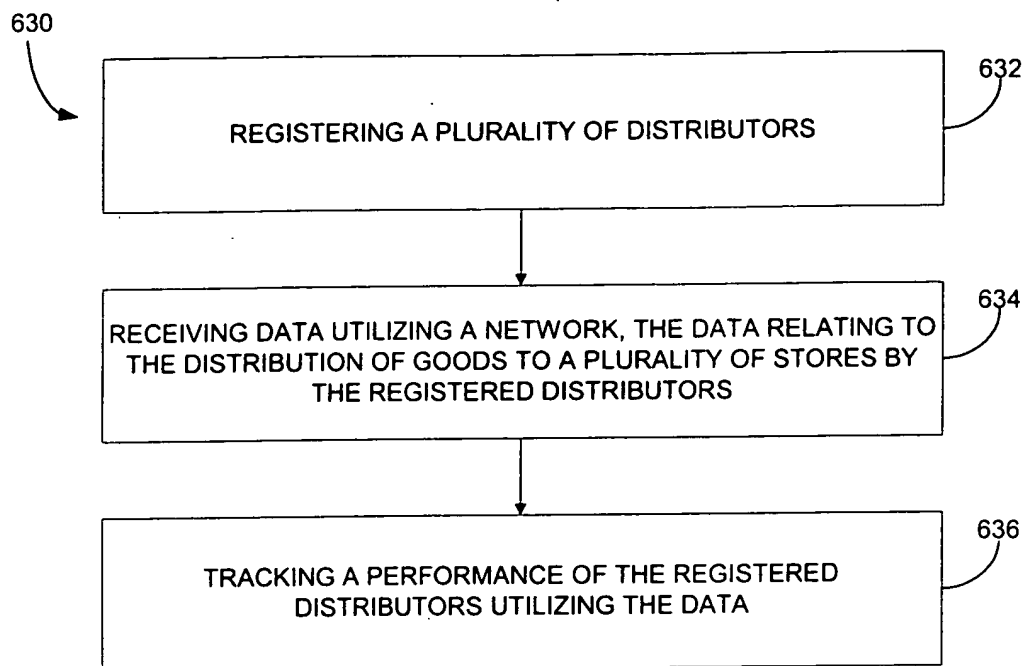 630
632
REGISTERING A PLURALITY OF DISTRIBUTORS
634
RECEIVING DATA UTILIZING A NETWORK, THE DATA RELATING TO
THE DISTRIBUTION OF GOODS TO A PLURALITY OF STORES BY
THE REGISTERED DISTRIBUTORS
636
TRACKING A PERFORMANCE OF THE REGISTERED
DISTRIBUTORS UTILIZING THE DATA